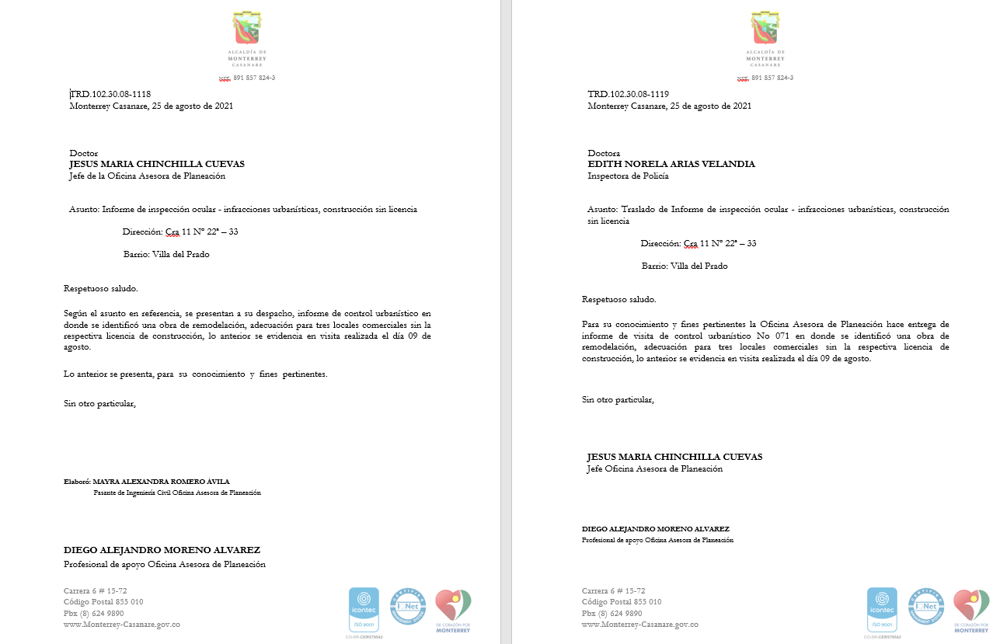 ALCALDÍA DE
MONTERREY
CASANARE
NIT. 891 857 824-3
TRD.102.30.08-1118
Monterrey Casanare, 25 de agosto de 2021
Doctor
JESUS MARIA CHINCHILLA CUEVAS
Jefe de la Oficina Asesora de Planeación
Asunto: Informe de inspección ocular - infracciones urbanísticas, construcción sin licencia
Dirección: Cra 11 Nº 22ª – 33
Barrio: Villa del Prado
Respetuoso saludo.
Según el asunto en referencia, se presentan a su despacho, informe de control urbanístico en
donde se identificó una obra de remodelación, adecuación para tres locales comerciales sin la
respectiva licencia de construcción, lo anterior se evidencia en visita realizada el día 09 de
agosto.
Lo anterior se presenta, para su conocimiento y fines pertinentes.
Sin otro particular,
Elaboró: MAYRA ALEXANDRA ROMERO ÁVILA
Pasante de Ingeniería Civil Oficina Asesora de Planeación
DIEGO ALEJANDRO MORENO ALVAREZ
Profesional de apoyo Oficina Asesora de Planeación
Carrera 6 # 15-72
Código Postal 855 010
Pbx (8) 624 9890
www.Monterrey-Casanare.gov.co
icontec
ISO 9001
CO-SR-CER579542
CERTIFIED
IQNet
MANAGEMENT SYSTEM
DE CORAZÓN POR
MONTERREY
ALCALDÍA DE
MONTERREY
CASANARE
NIT. 891 857 824-3
TRD.102.30.08-1119
Monterrey Casanare, 25 de agosto de 2021
Doctora
EDITH NORELA ARIAS VELANDIA
Inspectora de Policía
Asunto: Traslado de Informe de inspección ocular - infracciones urbanísticas, construcción
sin licencia
Dirección: Cra 11 Nº 22ª – 33
Barrio: Villa del Prado
Respetuoso saludo.
Para su conocimiento y fines pertinentes la Oficina Asesora de Planeación hace entrega de
informe de visita de control urbanístico No 071 en donde se identificó una obra de
remodelación, adecuación para tres locales comerciales sin la respectiva licencia de
construcción, lo anterior se evidencia en visita realizada el día 09 de agosto.
Sin otro particular,
JESUS MARIA CHINCHILLA CUEVAS
Jefe Oficina Asesora de Planeación
DIEGO ALEJANDRO MORENO ALVAREZ
Profesional de apoyo Oficina Asesora de Planeación
Carrera 6 # 15-72
Código Postal 855 010
Pbx (8) 624 9890
www.Monterrey-Casanare.gov.co
icontec
ISO 9001
CO-SR-CER579542
CERTIFIED
IQNet
MANAGEMENT SYSTEM
DE CORAZÓN POR
MONTERREY